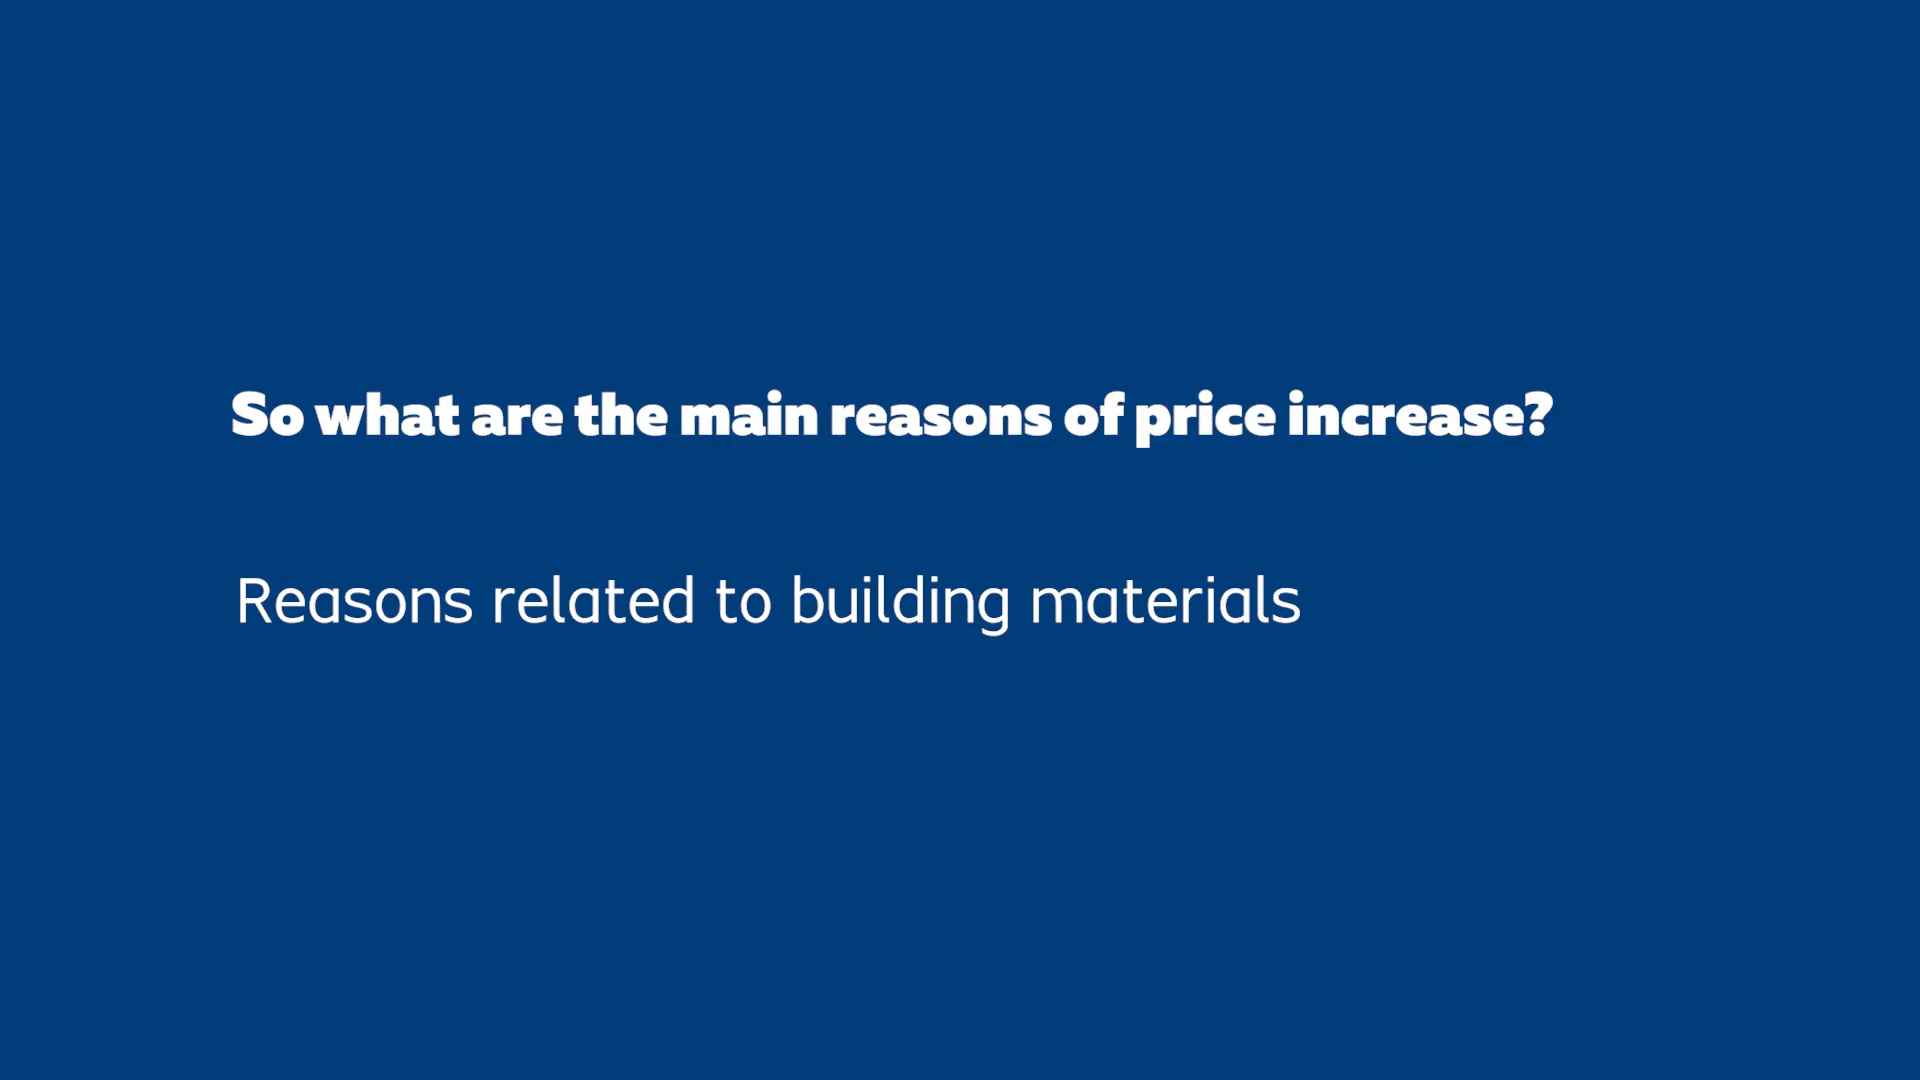 So what are the main reasons of price increase?
Reasons related to building materials